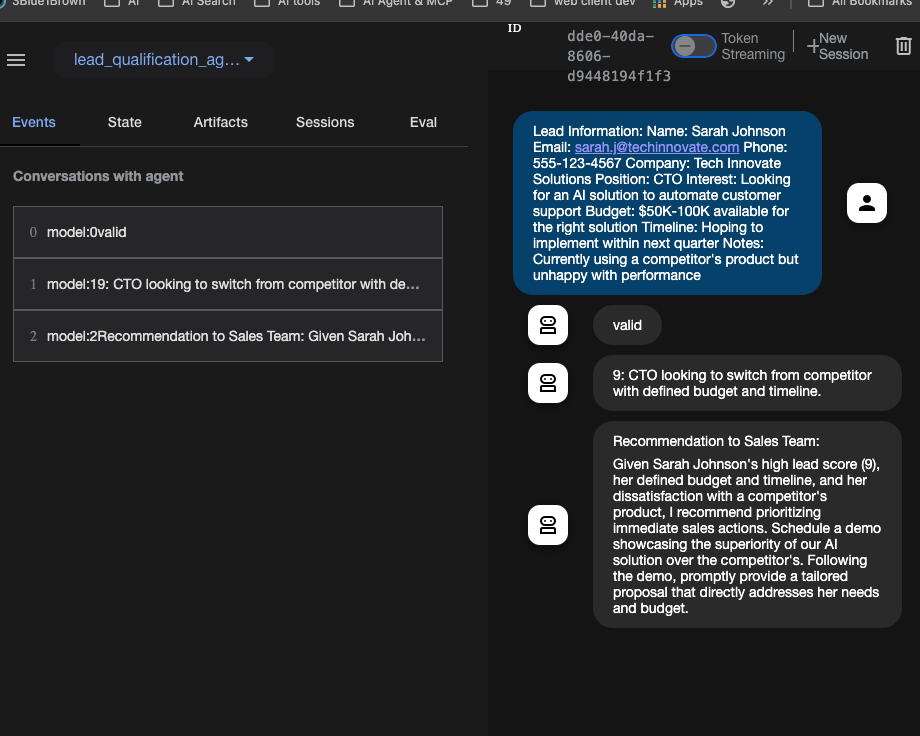 3Blue1Brown
AI
AI Search
AI tools
AI Agent & MCP
49
web client dev
Apps
»
All Bookmarks
lead_qualification_ag...
ID
dde0-40da-
8606-
d9448194f1f3
Token
Streaming
+New
Session
Events
State
Artifacts
Sessions
Eval
Conversations with agent
0 model:0valid
1 model:19: CTO looking to switch from competitor with de...
2 model:2Recommendation to Sales Team: Given Sarah Joh...
Lead Information: Name: Sarah Johnson
Email: sarah.j@techinnovate.com Phone:
555-123-4567 Company: Tech Innovate
Solutions Position: CTO Interest: Looking
for an AI solution to automate customer
support Budget: $50K-100K available for
the right solution Timeline: Hoping to
implement within next quarter Notes:
Currently using a competitor's product but
unhappy with performance
valid
9: CTO looking to switch from competitor
with defined budget and timeline.
Recommendation to Sales Team:
Given Sarah Johnson's high lead score (9),
her defined budget and timeline, and her
dissatisfaction with a competitor's
product, I recommend prioritizing
immediate sales actions. Schedule a demo
showcasing the superiority of our AI
solution over the competitor's. Following
the demo, promptly provide a tailored
proposal that directly addresses her needs
and budget.